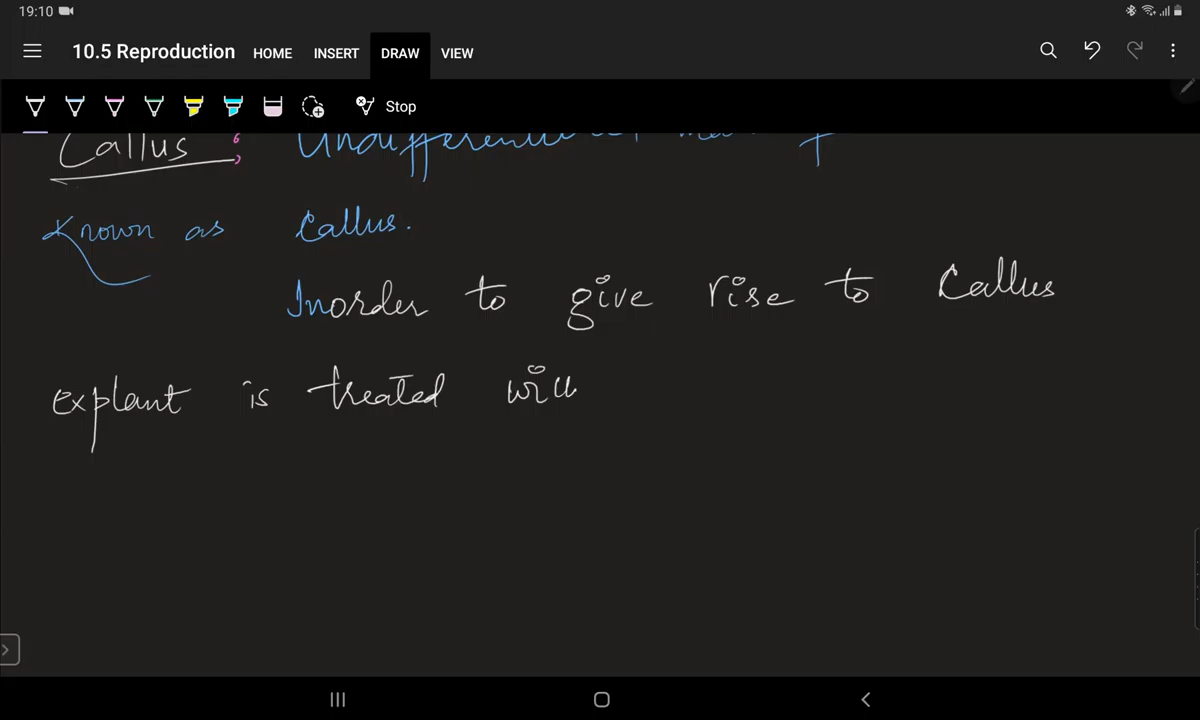 19:10
10.5 Reproduction HOME INSERT DRAW VIEW
Stop
Callus :
Known as Callus.
Inorder to give rise to Callus
explant is treated